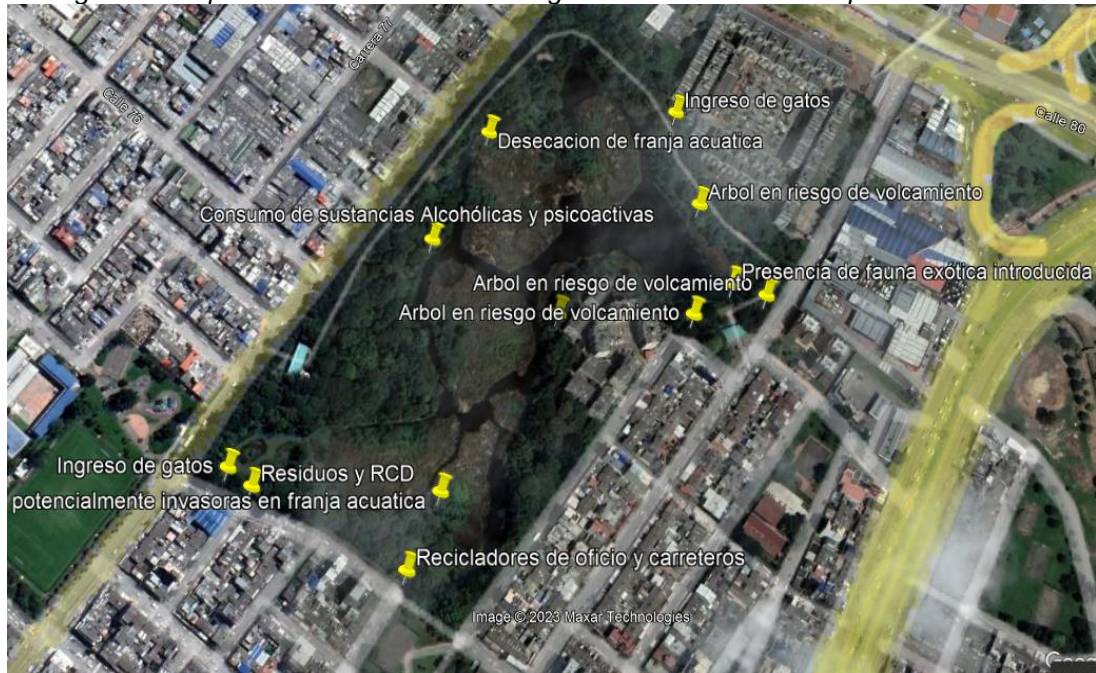 Carrera 77
Calle 76
Ingreso de gatos
Calle 80
Desecacion de franja acuatica
Arbol en riesgo de volcamiento
Consumo de sustancias Alcohólicas y psicoactivas
Presencia de fauna exótica introducida
Arbol en riesgo de volcamiento
Arbol en riesgo de volcamiento
Ingreso de gatos
Residuos y RCD
potencialmente invasoras en franja acuatica
Recicladores de oficio y carreteros
Image © 2023 Maxar Technologies